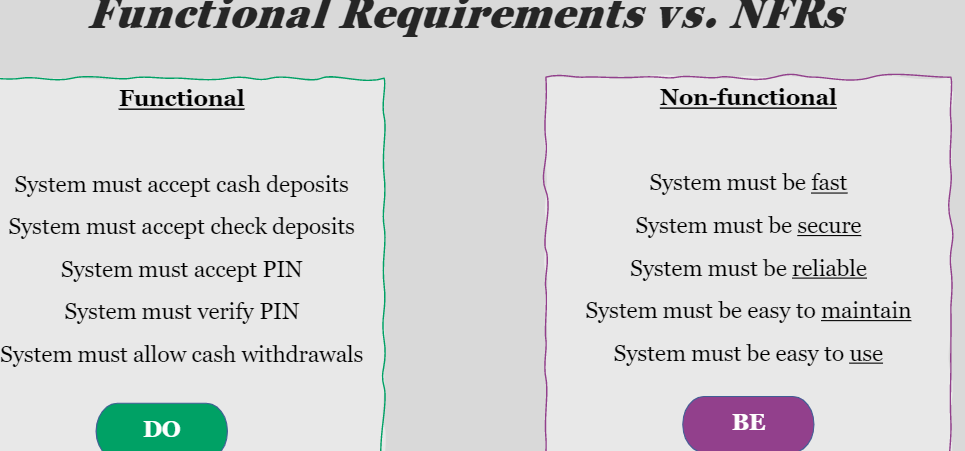 Functional Requirements vs. NFRs
Functional
System must accept cash deposits
System must accept check deposits
System must accept PIN
System must verify PIN
System must allow cash withdrawals
DO
Non-functional
System must be fast
System must be secure
System must be reliable
System must be easy to maintain
System must be easy to use
BE